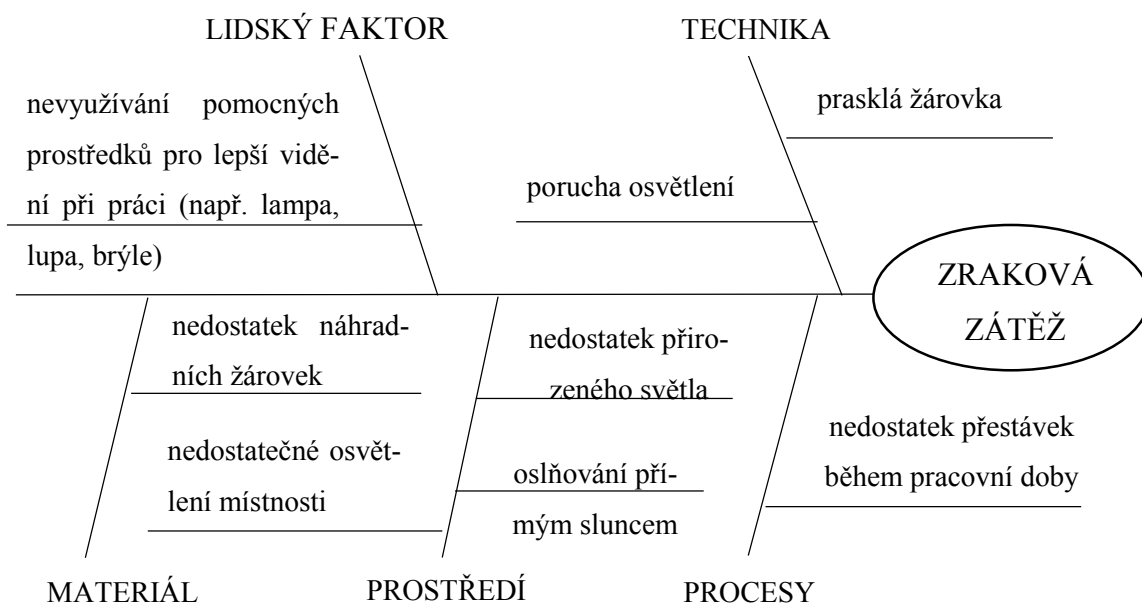 LIDSKÝ FAKTOR
TECHNIKA
nevyužívání pomocných
prostředků pro lepší vidě-
ní při práci (např. lampa,
lupa, brýle)
prasklá žárovka
porucha osvětlení
ZRAKOVÁ
ZÁTĚŽ
nedostatek náhrad-
ních žárovek
nedostatečné osvět-
lení místnosti
nedostatek přiro-
zeného světla
oslňování pří-
mým sluncem
nedostatek přestávek
během pracovní doby
MATERIÁL
PROSTŘEDÍ
PROCESY